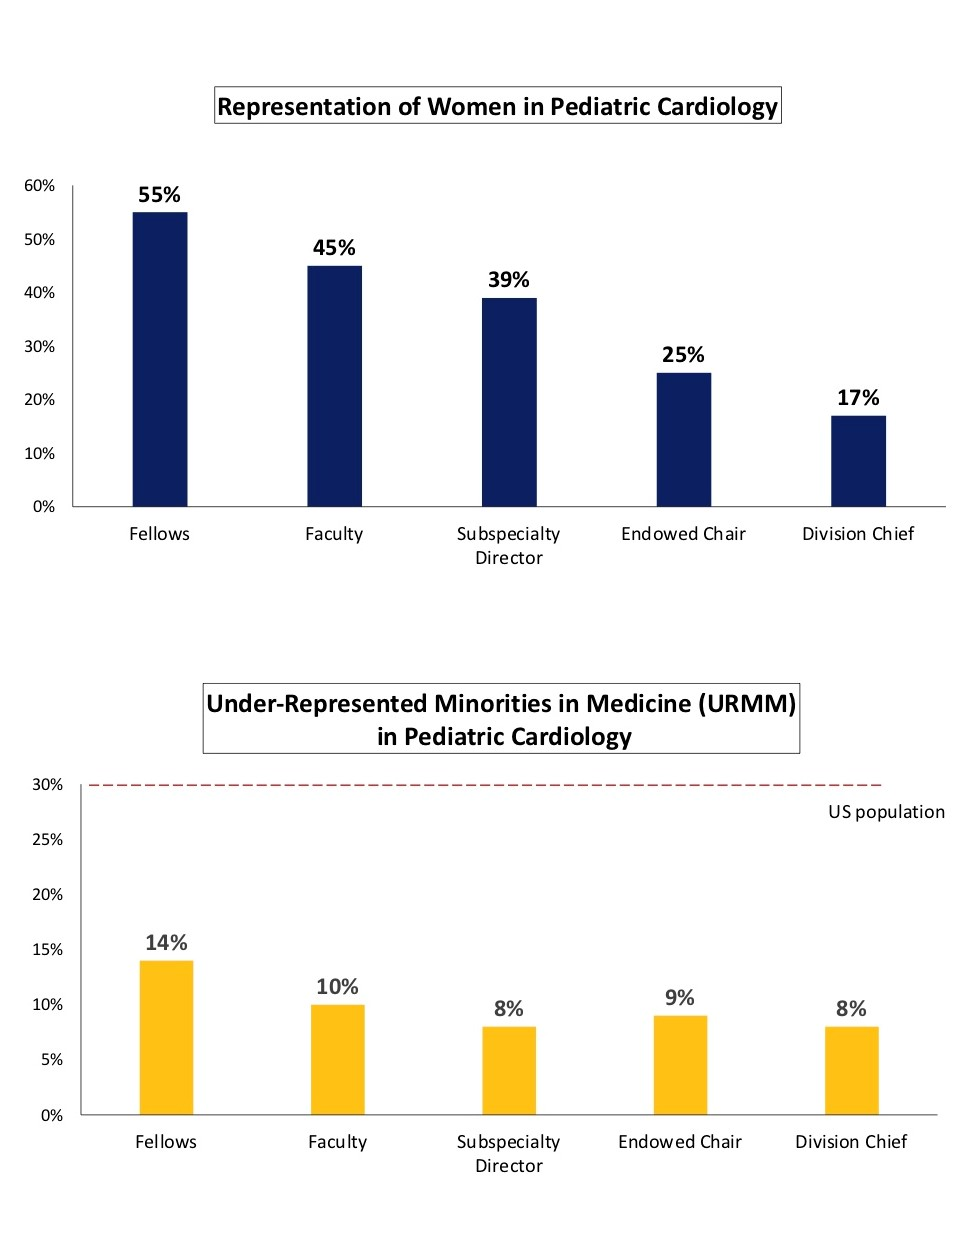 Representation of Women in Pediatric Cardiology
60%
55%
50%
45%
40%
39%
30%
25%
20%
17%
10%
0%
Fellows
Faculty
Subspecialty
Director
Endowed Chair
Division Chief
Under-Represented Minorities in Medicine (URMM)
in Pediatric Cardiology
30%
US population
25%
20%
15%
14%
10%
10%
8%
9%
8%
5%
0%
Fellows
Faculty
Subspecialty
Director
Endowed Chair
Division Chief